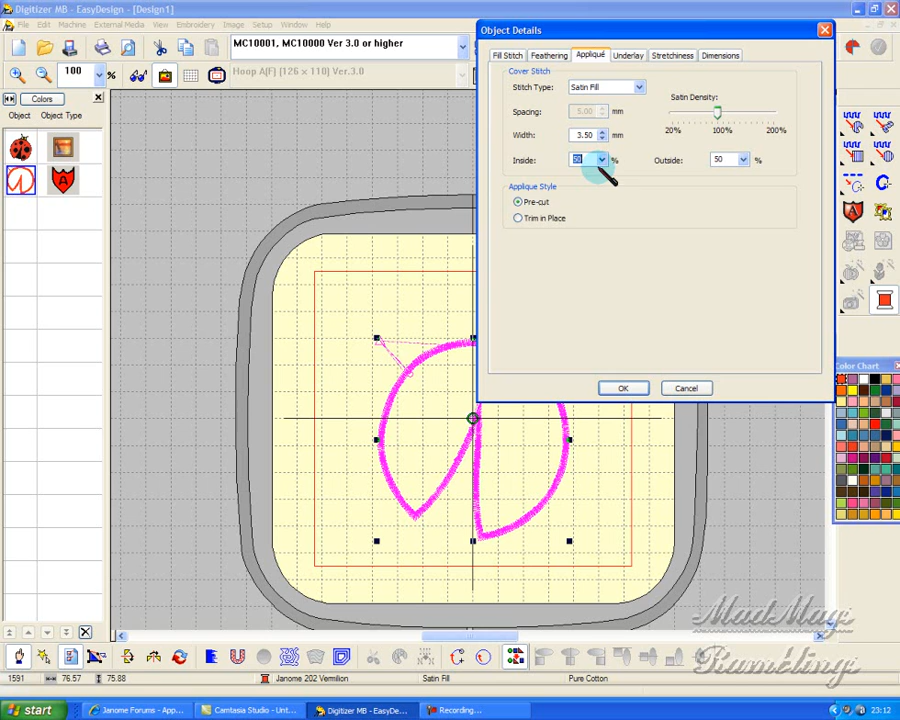 Digitizer MB - EasyDesign - [Design1]
File Edit View Embroidery Image Setup Window Help
MC10001, MC10000 Ver 3.0 or higher
100
Hoop A(F) [126 x 110] Ver.3.0
Colors
Object Object Type
A
Object Details
Fill Stitch Feathering Appliqué Underlay Stretchiness Dimensions
Cover Stitch
Stitch Type: Satin Fill
Satin Density:
Spacing: 5.00 mm
20% 100% 200%
Width: 3.50 mm
Inside: 50 % Outside: 50 %
Applique Style
Pre-cut
Trim in Place
OK Cancel
Color Chart
MadMags
Ramblings
1591 76.57 75.88 Janome 202 Vermilion Satin Fill Pure Cotton
start Janome Forums - App... Camtasia Studio - Unt... Digitizer MB - EasyDe... Recording... 23:12